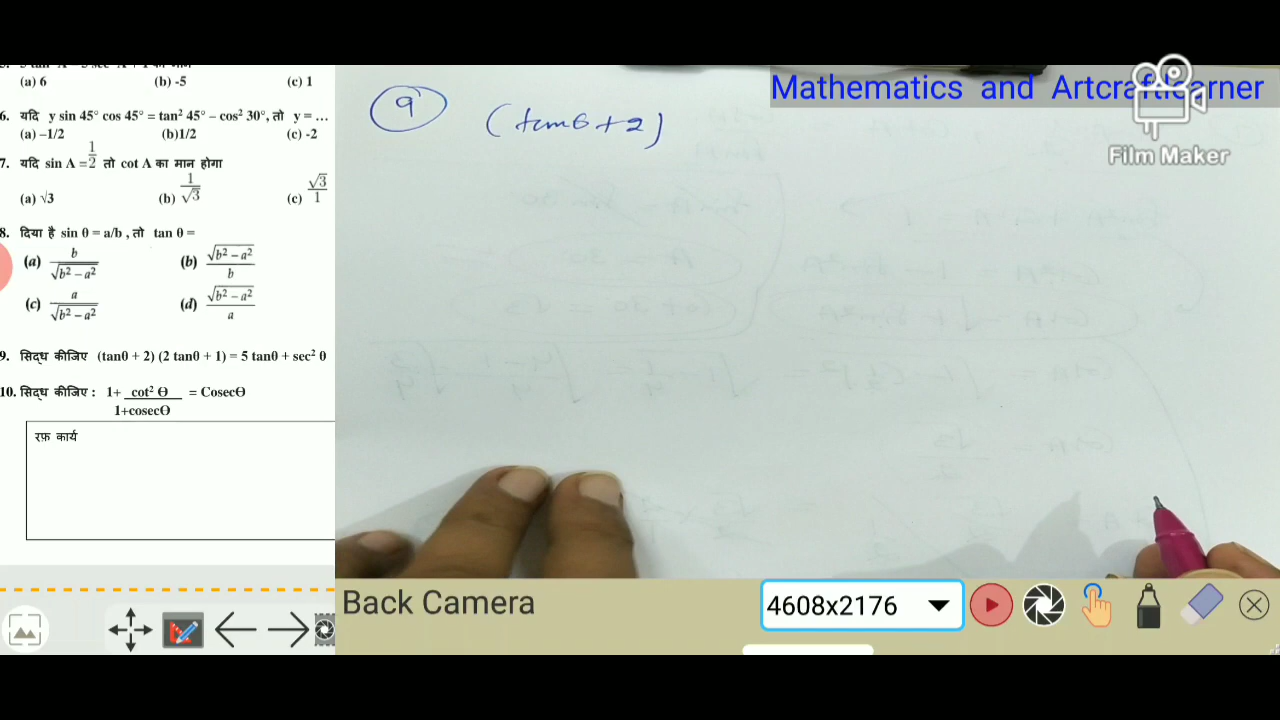 (a) 6 (b) -5 (c) 1
6. यदि y sin 45° cos 45° = tan² 45° – cos² 30°, तो y = ...
(a) –1/2 (b)1/2 (c) -2
7. यदि sin A = 1/2 तो cot A का मान होगा
(a) √3 (b) 1/√3 (c) √3/1
8. दिया है sin θ = a/b , तो tan θ =
(a) b/√b² – a² (b) √b² – a²/b
(c) a/√b² – a² (d) √b² – a²/a
9. सिद्ध कीजिए (tanθ + 2) (2 tanθ + 1) = 5 tanθ + sec² θ
10. सिद्ध कीजिए : 1+ cot² Θ/1+cosecΘ = CosecΘ
रफ़ कार्य
9 (tanθ+2)
Mathematics and Artcraftlearner
Film Maker
Back Camera
4608x2176